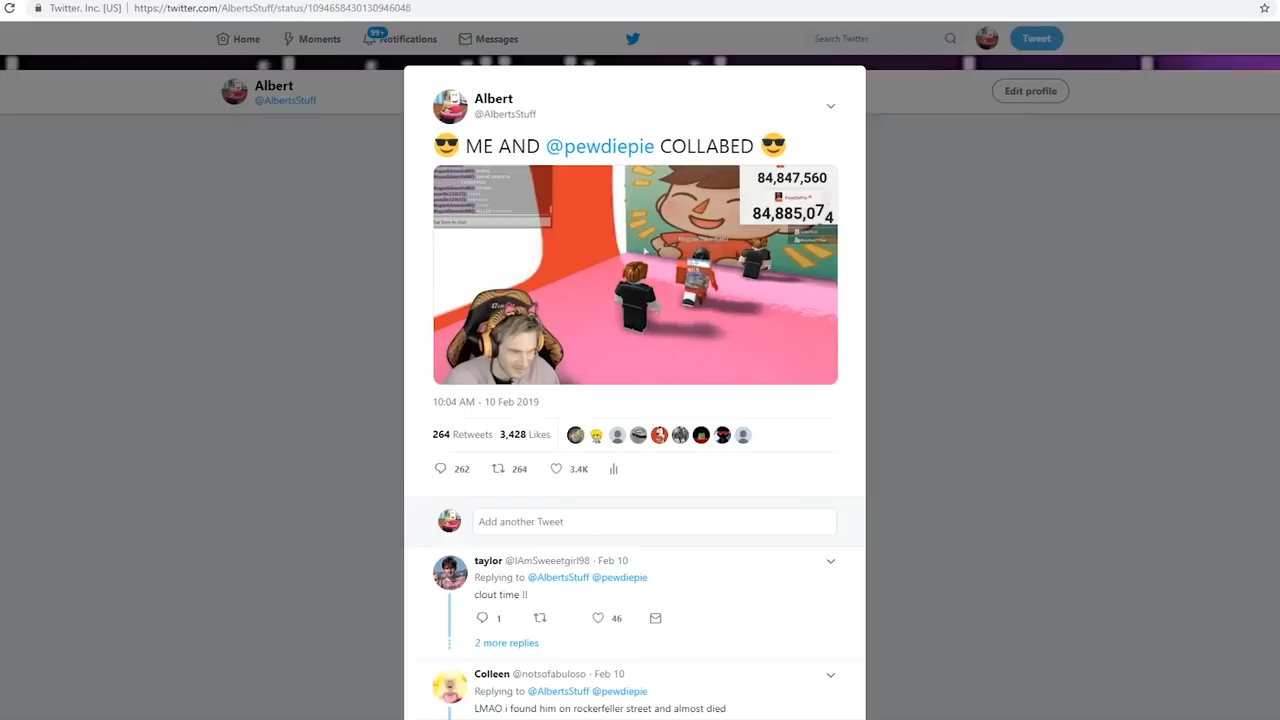 Twitter, Inc. [US] | https://twitter.com/AlbertsStuff/status/1094658430130946048
Home Moments 99+ Notifications Messages Search Twitter Tweet
Albert
@AlbertsStuff
Edit profile
Albert
@AlbertsStuff
😎 ME AND @pewdiepie COLLABED 😎
84,847,560
PewDiePie
84,885,074
10:04 AM - 10 Feb 2019
264 Retweets 3,428 Likes
262 264 3.4K
Add another Tweet
taylor @IAmSweeetgirl98 · Feb 10
Replying to @AlbertsStuff @pewdiepie
clout time !!
1 46
2 more replies
Colleen @notsofabuloso · Feb 10
Replying to @AlbertsStuff @pewdiepie
LMAO i found him on rockerfeller street and almost died